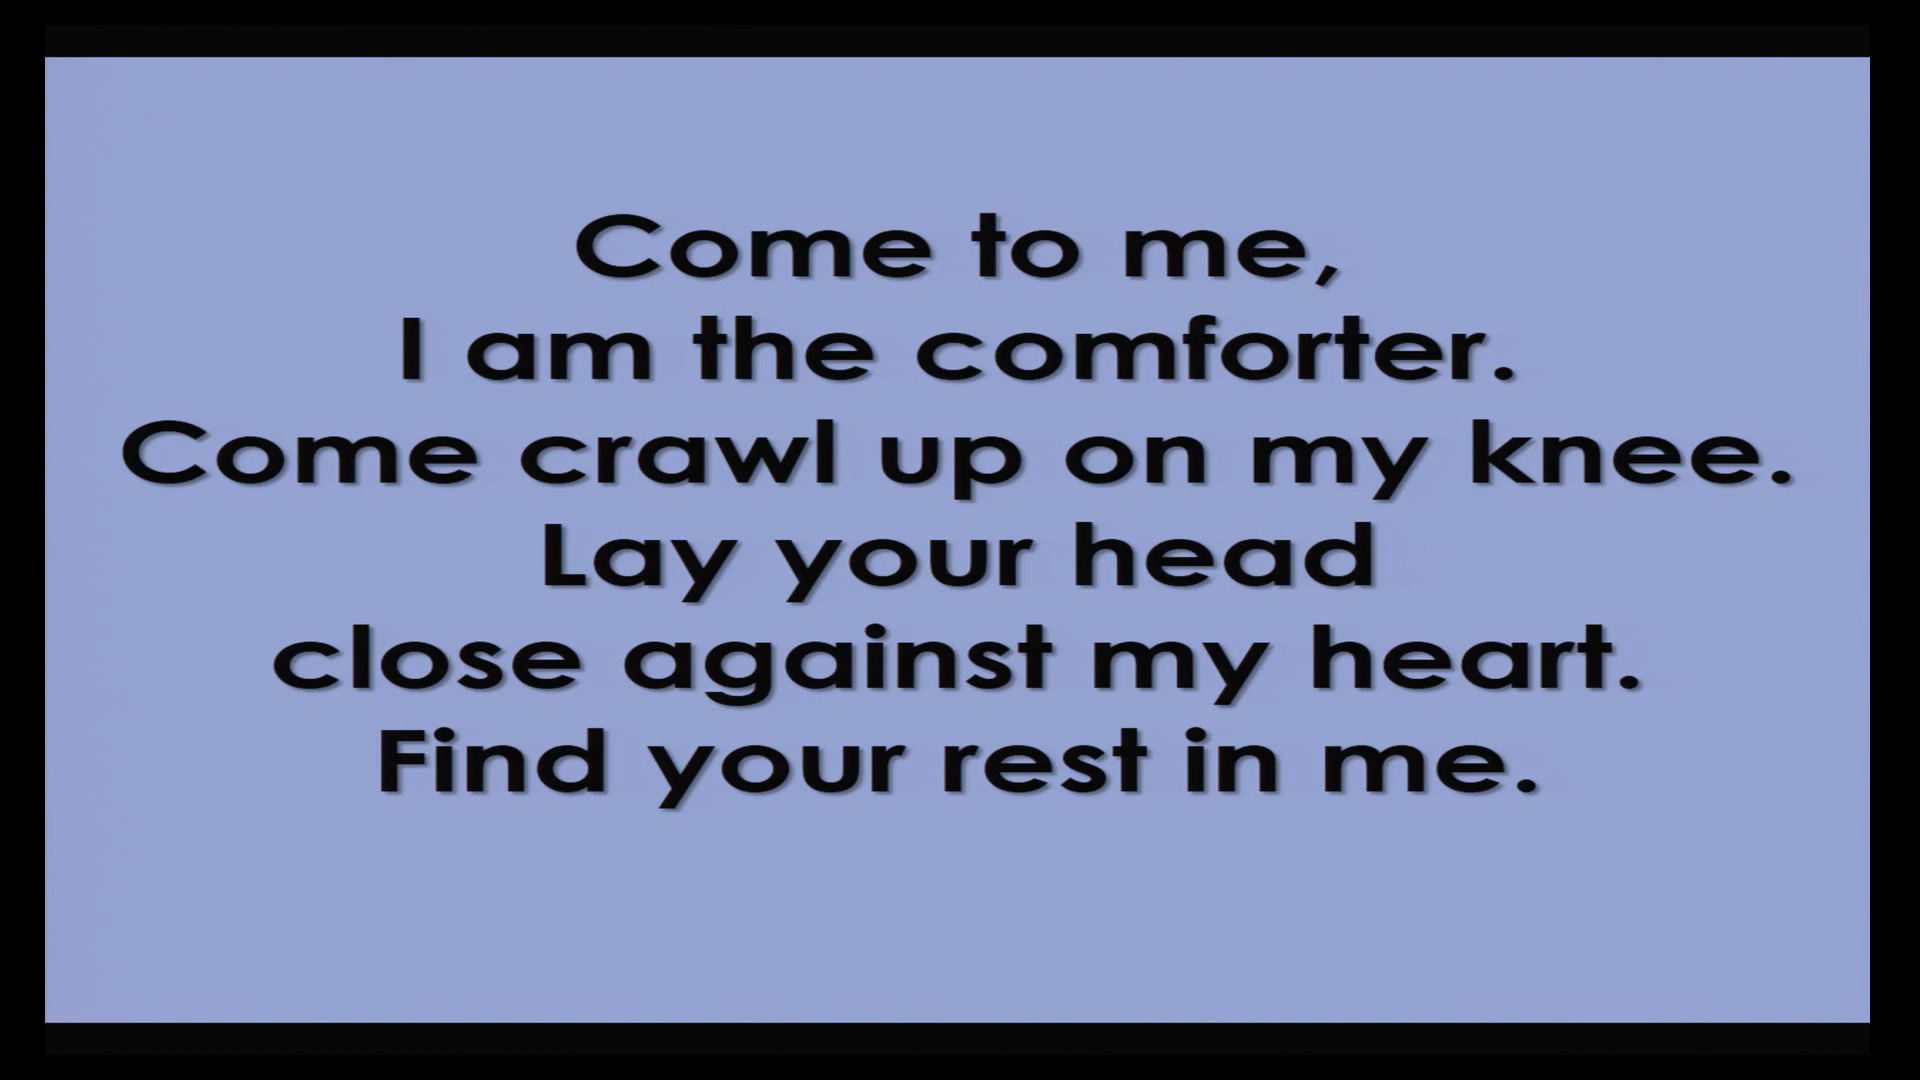 Come to me,
I am the comforter.
Come crawl up on my knee.
Lay your head
close against my heart.
Find your rest in me.